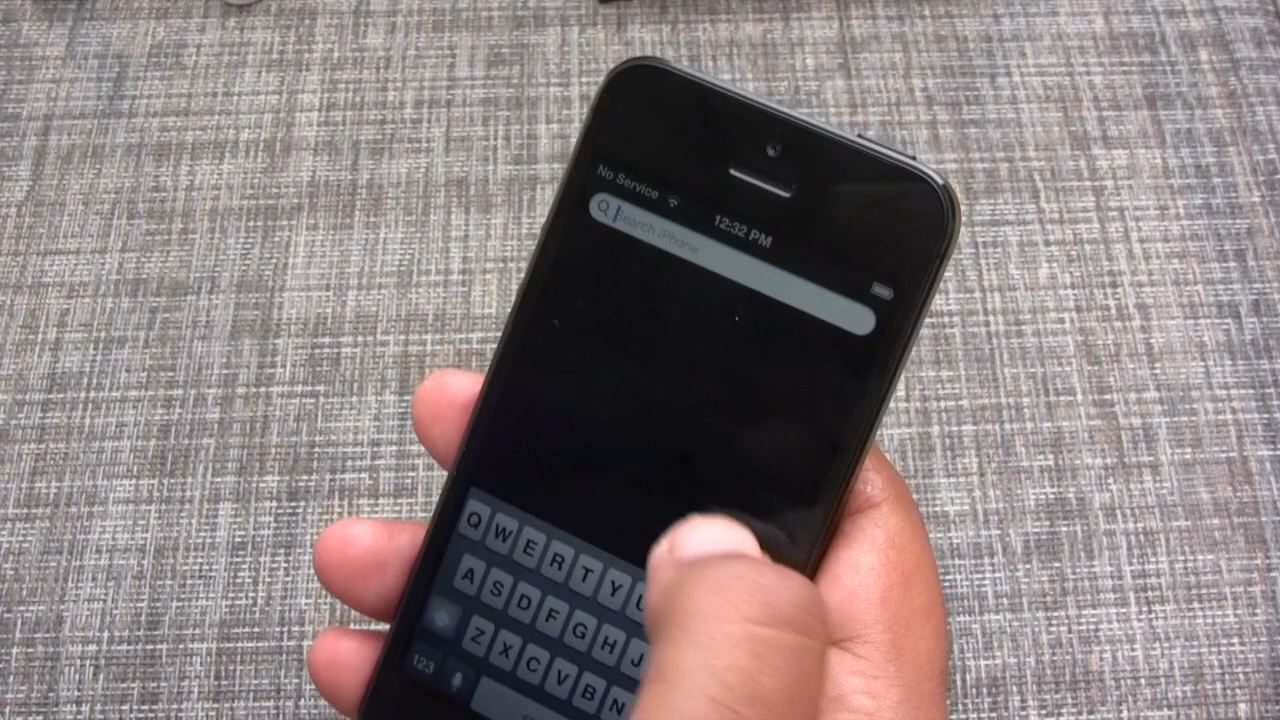 No Service 12:32 PM
Search iPhone
Q W E R T Y U
A S D F G H J
Z X C V B N
123